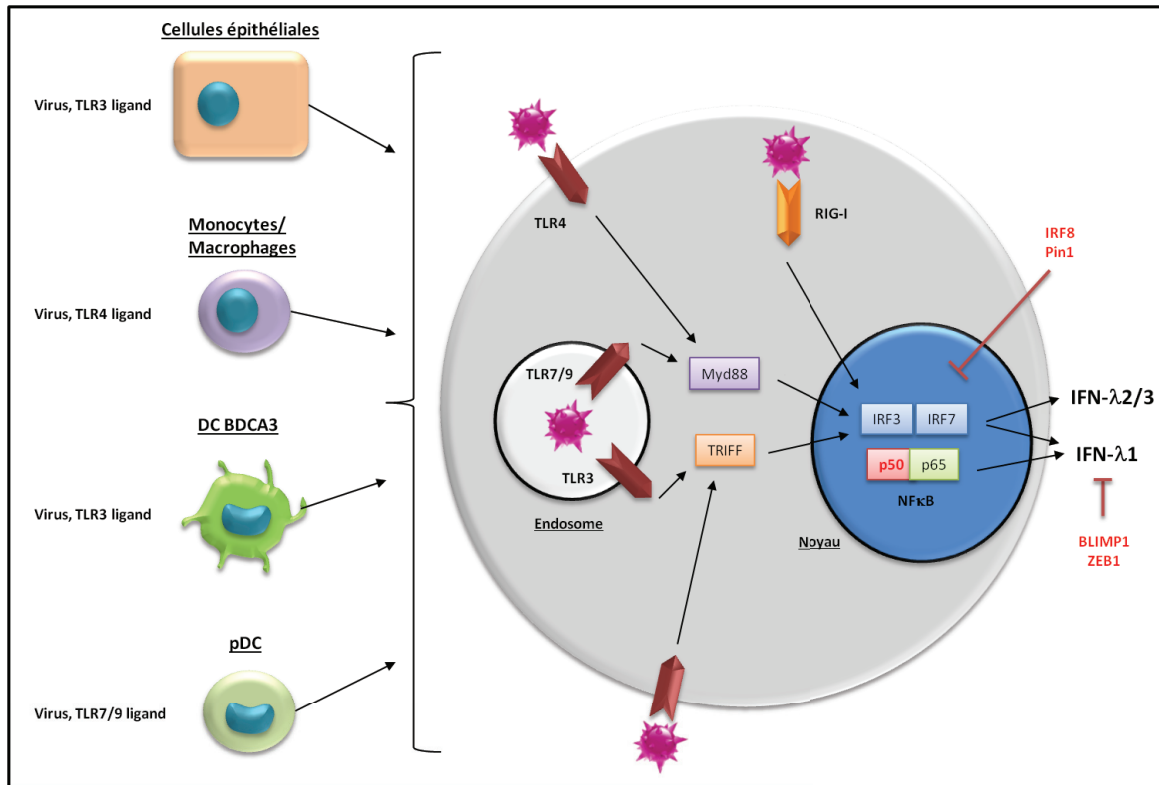 Cellules épithéliales
Virus, TLR3 ligand
Monocytes/
Macrophages
Virus, TLR4 ligand
DC BDCA3
Virus, TLR3 ligand
pDC
Virus, TLR7/9 ligand
TLR4
RIG-I
IRF8
Pin1
TLR7/9
TLR3
Endosome
Myd88
TRIFF
IRF3
IRF7
p50
p65
NFκB
Noyau
IFN-λ2/3
IFN-λ1
BLIMP1
ZEB1